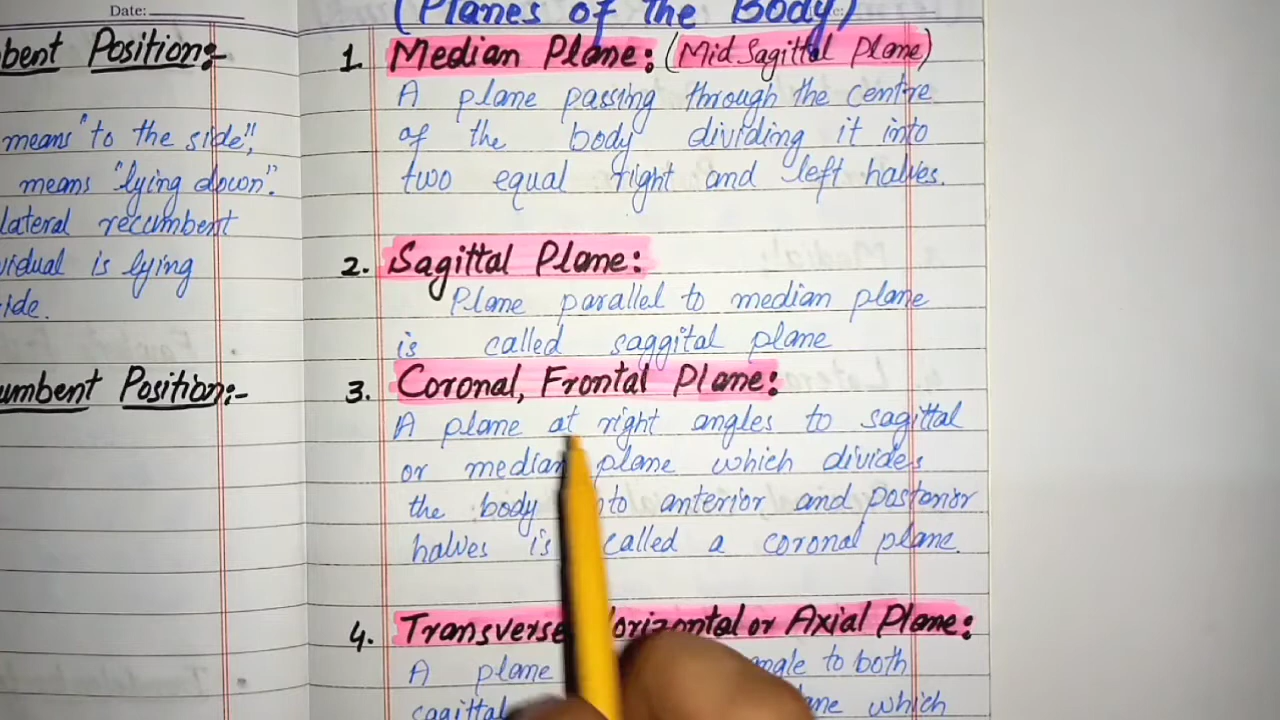 Date:
bent Position:
means "to the side",
means "lying down".
lateral recumbent
vidual is lying
ide.
umbent Position:-
(Planes of the Body)
1. Median Plane: (Mid Sagittal Plane)
A plane passing through the centre
of the body dividing it into
two equal right and left halves.
2. Sagittal Plane:
Plane parallel to median plane
is called saggital plane
3. Coronal, Frontal Plane:
A plane at right angles to sagittal
or median plane which divides
the body into anterior and posterior
halves is called a coronal plane.
4. Transverse Horizontal or Axial Plane:
A plane angle to both
sagittal plane which